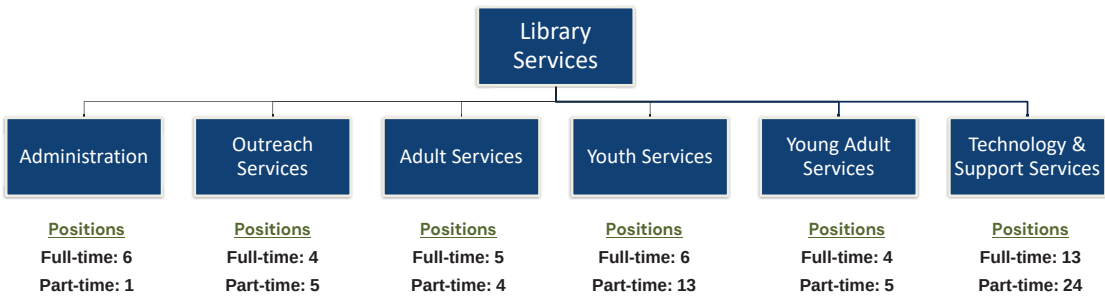 Library
Services
Administration
Outreach
Services
Adult Services
Youth Services
Young Adult
Services
Technology &
Support Services
Positions
Full-time: 6
Part-time: 1
Positions
Full-time: 4
Part-time: 5
Positions
Full-time: 5
Part-time: 4
Positions
Full-time: 6
Part-time: 13
Positions
Full-time: 4
Part-time: 5
Positions
Full-time: 13
Part-time: 24